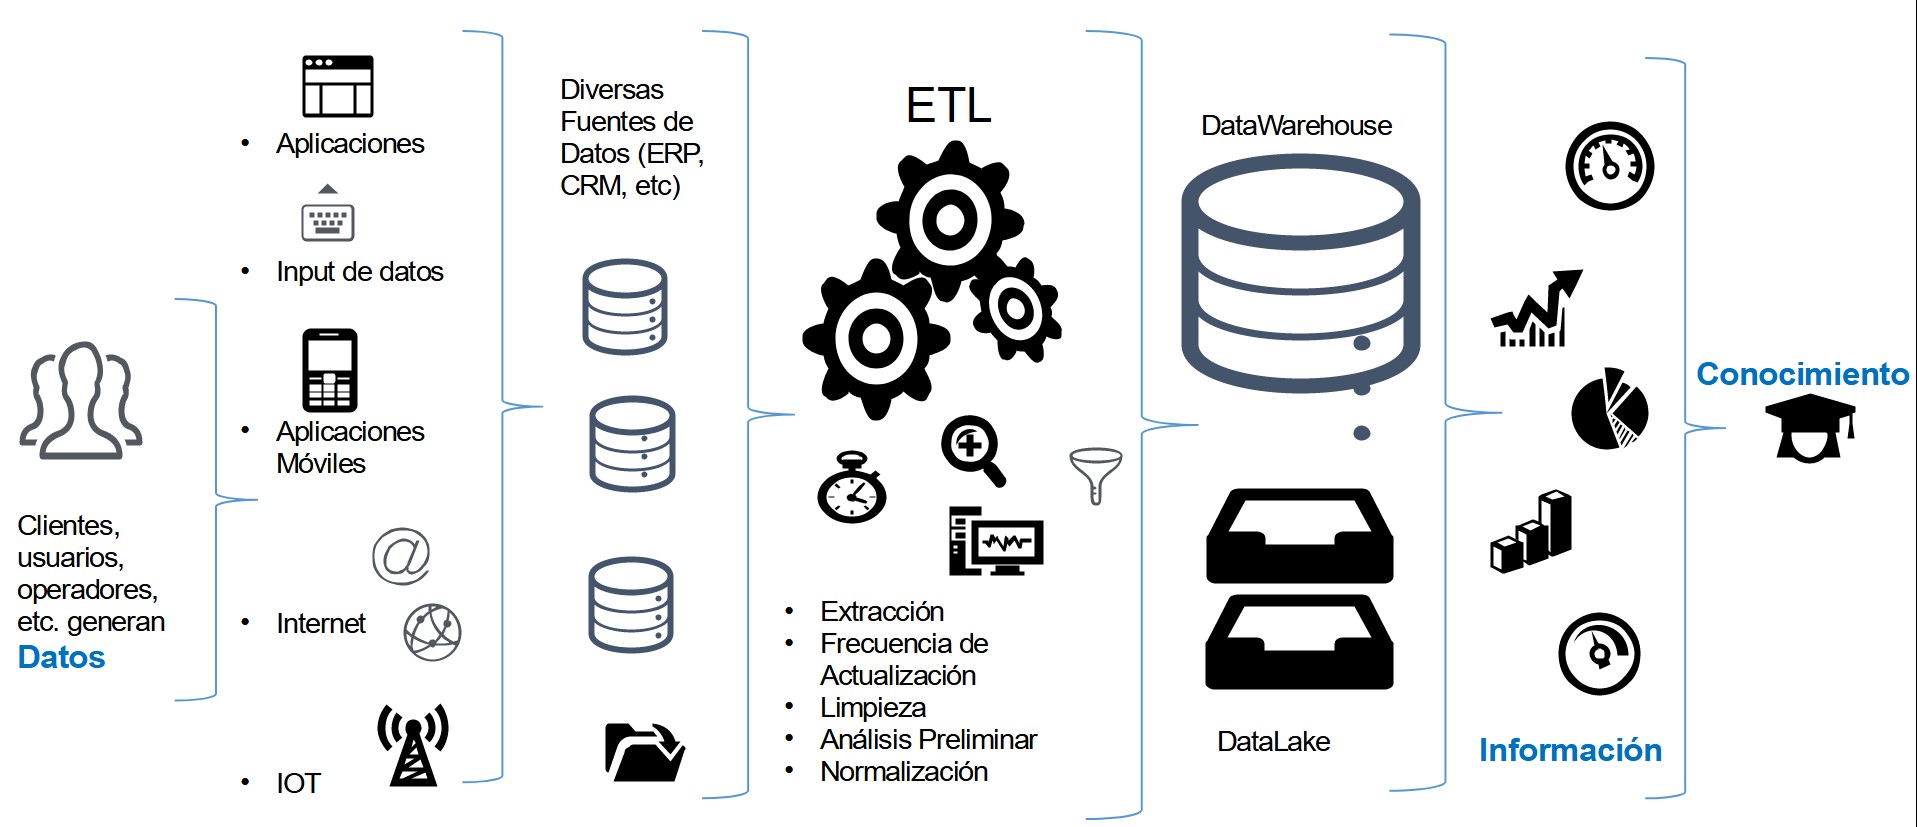 Clientes,
usuarios,
operadores,
etc. generan
Datos
• Aplicaciones
• Input de datos
• Aplicaciones
Móviles
@
• Internet
• IOT
Diversas
Fuentes de
Datos (ERP,
CRM, etc)
ETL
• Extracción
• Frecuencia de
Actualización
• Limpieza
• Análisis Preliminar
• Normalización
DataWarehouse
DataLake
Información
Conocimiento